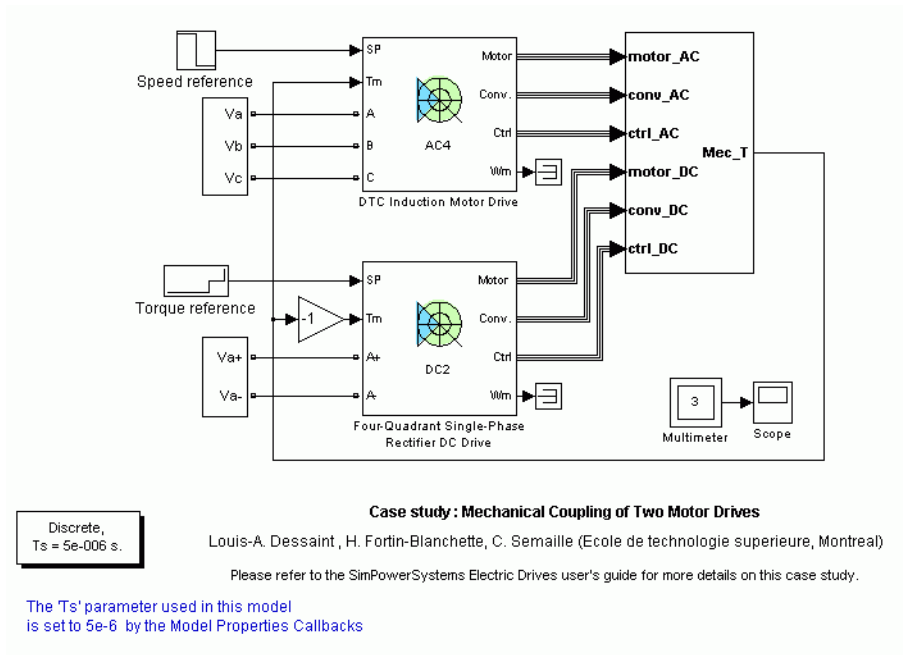 Speed reference
SP
Tm
A
B
C
Motor
Conv.
Ctrl
Wm
AC4
DTC Induction Motor Drive
Va
Vb
Vc
motor_AC
conv_AC
ctrl_AC
motor_DC
conv_DC
ctrl_DC
Mec_T
Torque reference
-1
SP
Tm
A+
A-
Motor
Conv.
Ctrl
Wm
DC2
Four-Quadrant Single-Phase
Rectifier DC Drive
Va+
Va-
3
Multimeter
Scope
Discrete,
Ts = 5e-006 s.
Case study : Mechanical Coupling of Two Motor Drives
Louis-A. Dessaint , H. Fortin-Blanchette, C. Semaille (Ecole de technologie superieure, Montreal)
Please refer to the SimPowerSystems Electric Drives user's guide for more details on this case study.
The 'Ts' parameter used in this model
is set to 5e-6 by the Model Properties Callbacks